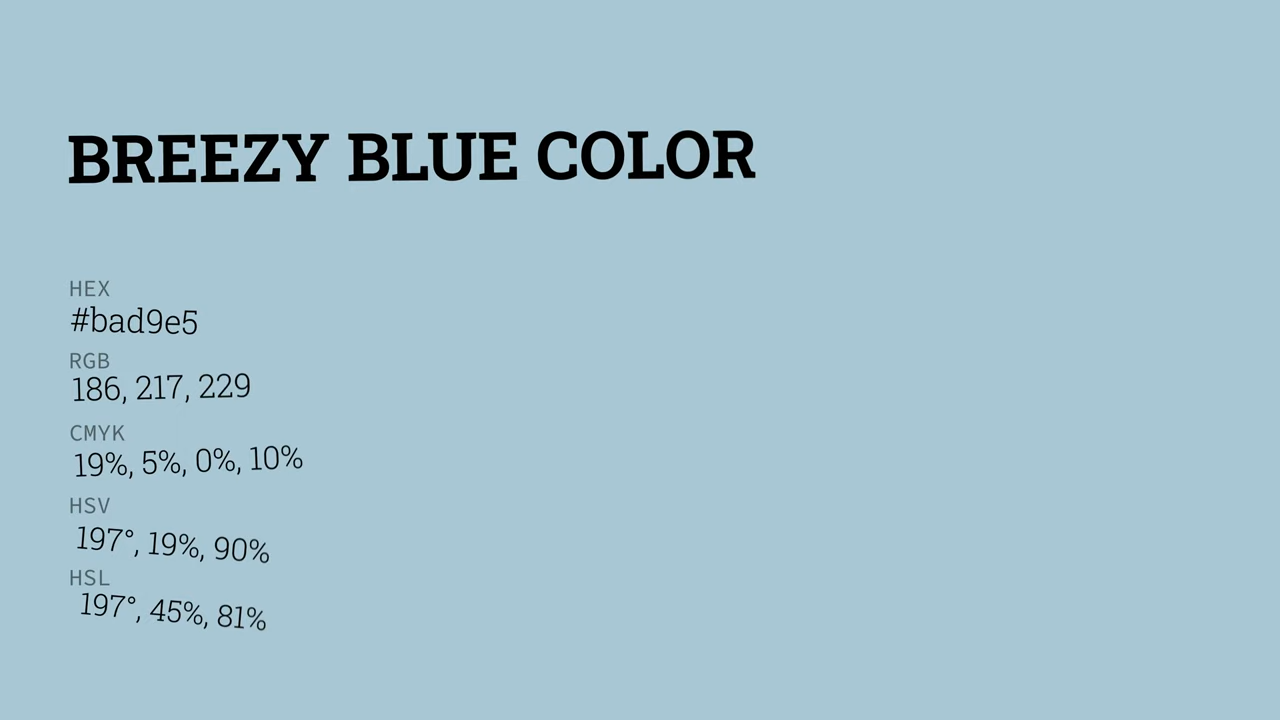 BREEZY BLUE COLOR
HEX
#bad9e5
RGB
186, 217, 229
CMYK
19%, 5%, 0%, 10%
HSV
197°, 19%, 90%
HSL
197°, 45%, 81%